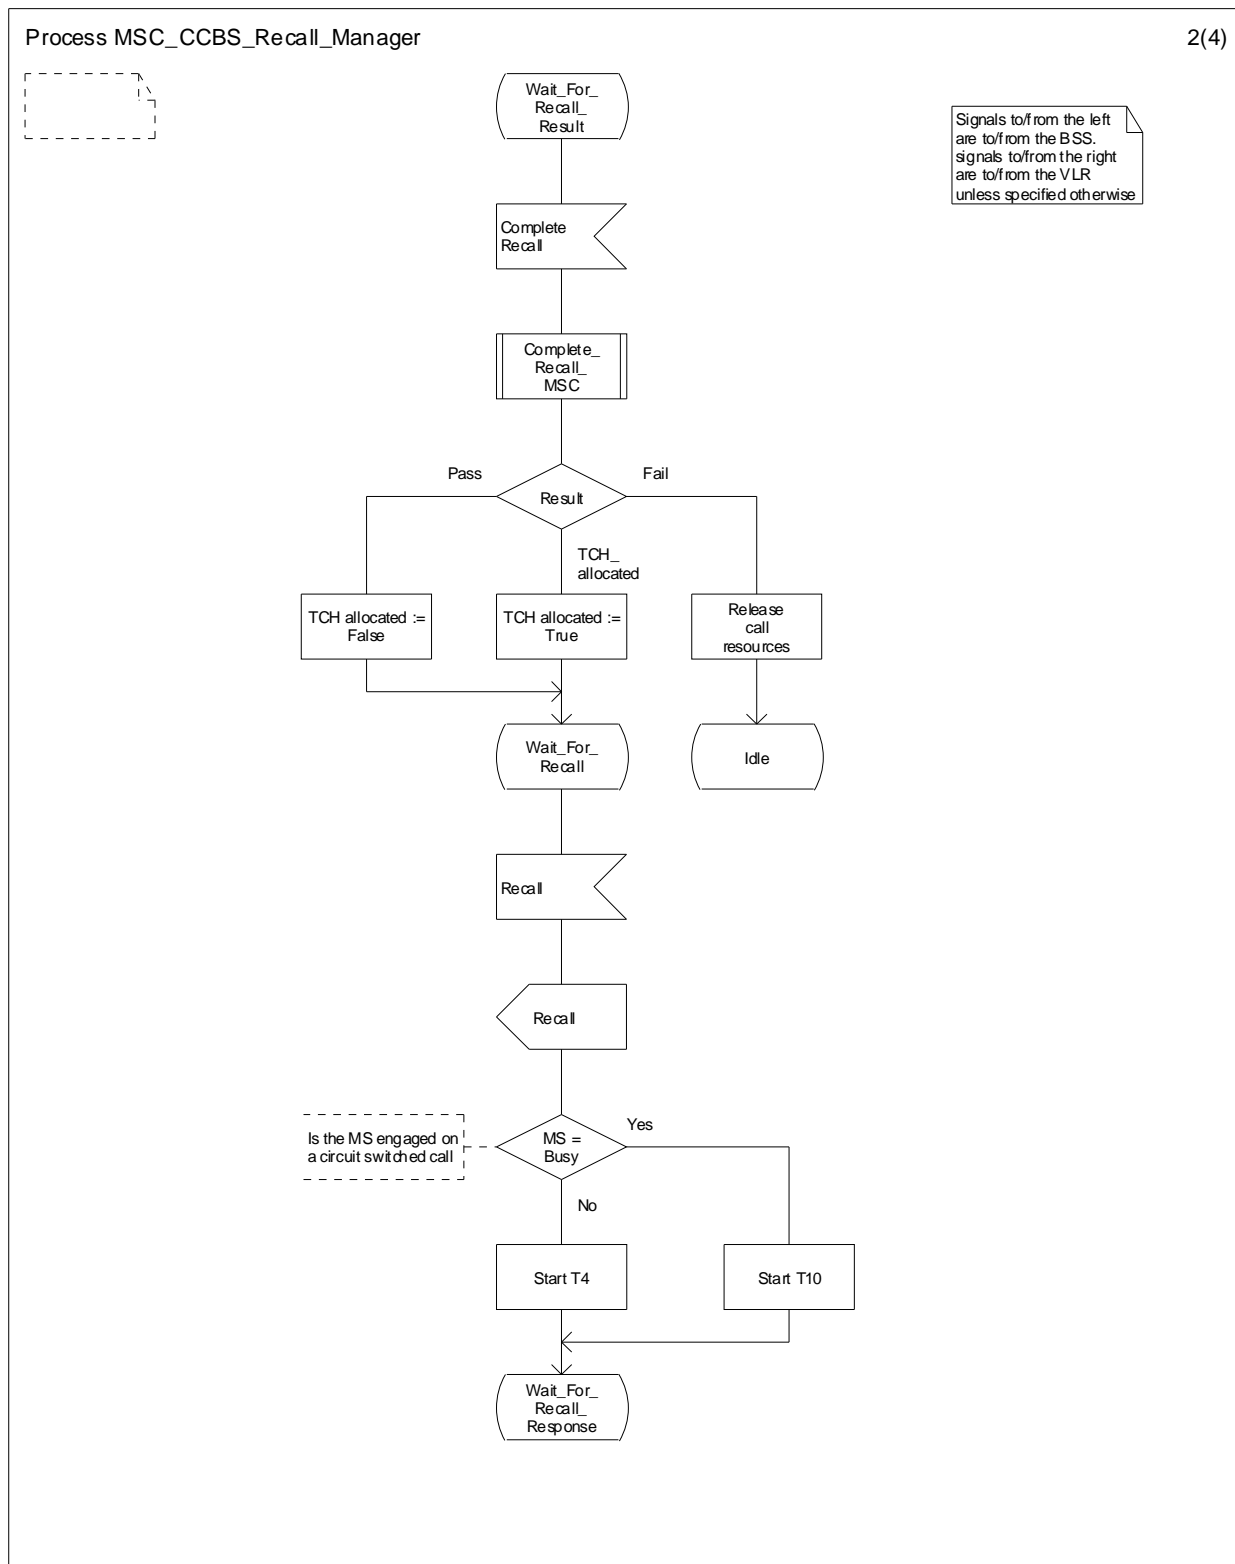 Process MSC_CCBS_Recall_Manager
2(4)
Wait_For_
Recall_
Result
Signals to/from the left
are to/from the BSS.
signals to/from the right
are to/from the VLR
unless specified otherwise
Complete
Recall
Complete_
Recall_
MSC
Pass
Fail
Result
TCH_
allocated
TCH allocated :=
False
TCH allocated :=
True
Release
call
resources
Wait_For_
Recall
Idle
Recall
Recall
Is the MS engaged on
a circuit switched call
MS =
Busy
Yes
No
Start T4
Start T10
Wait_For_
Recall_
Response